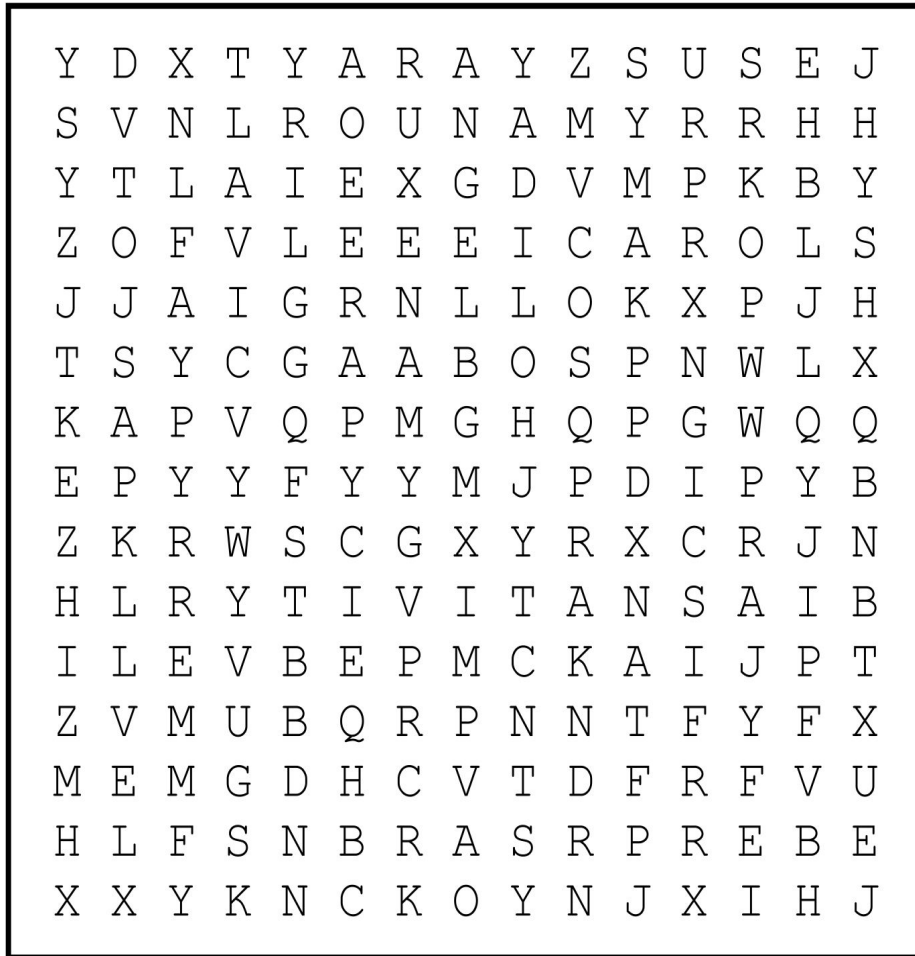 Y D X T Y A R A Y Z S U S E J
S V N L R O U N A M Y R R H H
Y T L A I E X G D V M P K B Y
Z O F V L E E E I C A R O L S
J J A I G R N L L O K X P J H
T S Y C G A A B O S P N W L X
K A P V Q P M G H Q P G W Q Q
E P Y Y F Y Y M J P D I P Y B
Z K R W S C G X Y R X C R J N
H L R Y T I V I T A N S A I B
I L E V B E P M C K A I J P T
Z V M U B Q R P N N T F Y F X
M E M G D H C V T D F R F V U
H L F S N B R A S R P R E B E
X X Y K N C K O Y N J X I H J